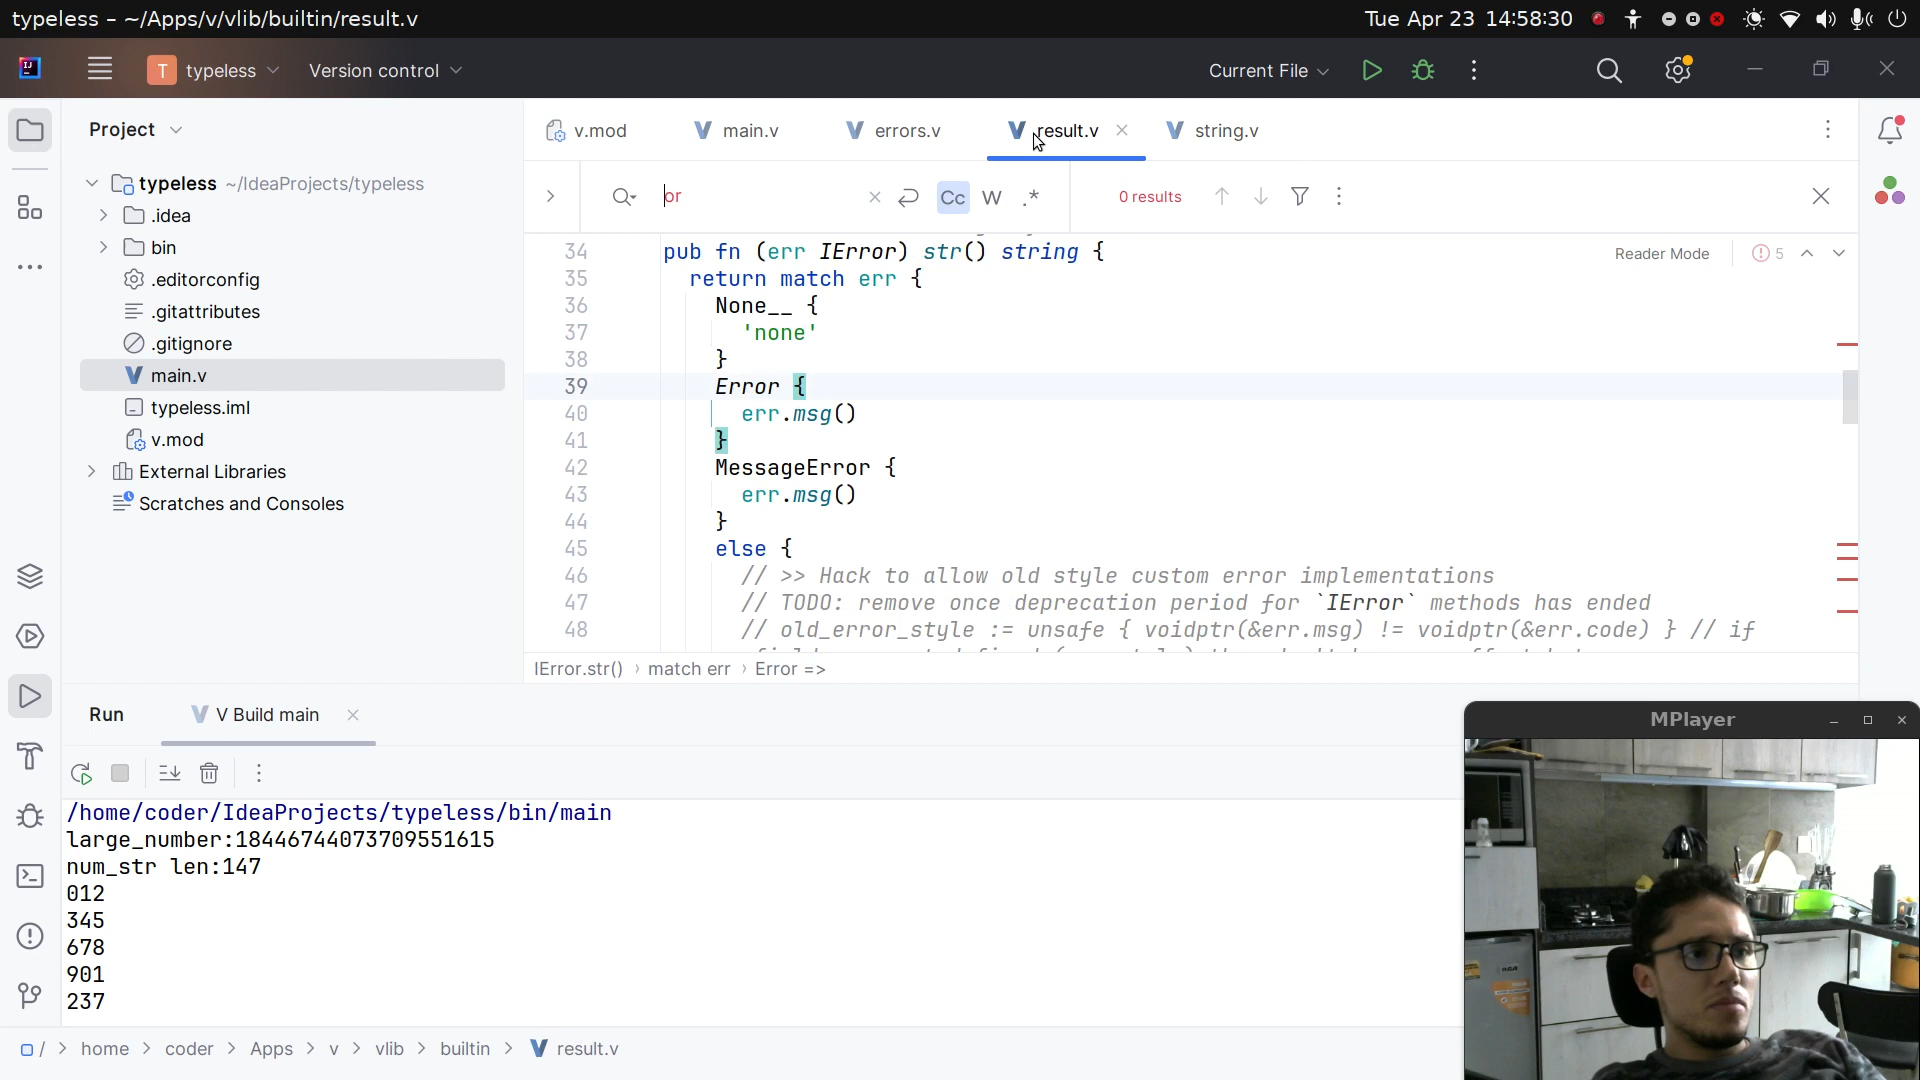 typeless – ~/Apps/v/vlib/builtin/result.v
Tue Apr 23 14:58:30
T typeless
Version control
Current File
Project
v.mod
main.v
errors.v
result.v
string.v
or
Cc
W
.*
0 results
typeless ~/IdeaProjects/typeless
.idea
bin
.editorconfig
.gitattributes
.gitignore
main.v
typeless.iml
v.mod
External Libraries
Scratches and Consoles
Reader Mode
5
34 pub fn (err IError) str() string {
35 return match err {
36 None__ {
37 'none'
38 }
39 Error {
40 err.msg()
41 }
42 MessageError {
43 err.msg()
44 }
45 else {
46 // >> Hack to allow old style custom error implementations
47 // TODO: remove once deprecation period for `IError` methods has ended
48 // old_error_style := unsafe { voidptr(&err.msg) != voidptr(&err.code) } // if
IError.str() › match err › Error =>
Run
V Build main
MPlayer
/home/coder/IdeaProjects/typeless/bin/main
large_number:18446744073709551615
num_str len:147
012
345
678
901
237
/ > home > coder > Apps > v > vlib > builtin > result.v